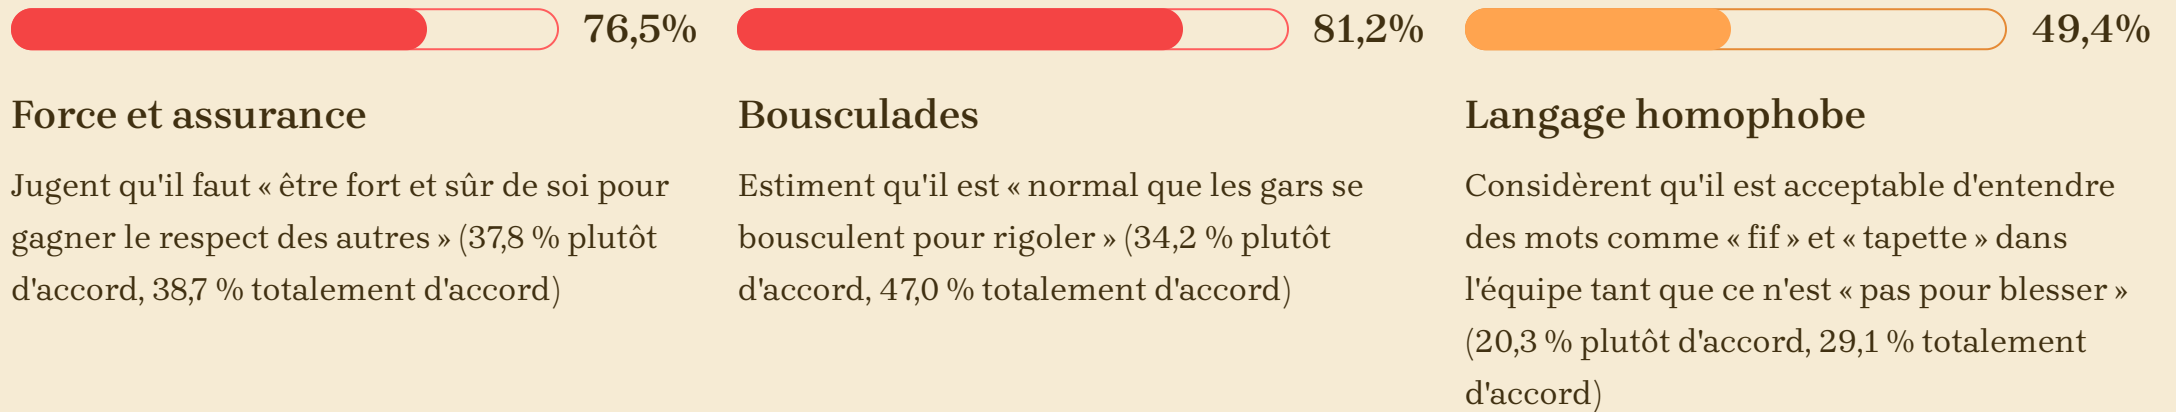 76,5%
Force et assurance
Jugent qu'il faut « être fort et sûr de soi pour
gagner le respect des autres » (37,8 % plutôt
d'accord, 38,7 % totalement d'accord)
81,2%
Bousculades
Estiment qu'il est « normal que les gars se
bousculent pour rigoler » (34,2 % plutôt
d'accord, 47,0 % totalement d'accord)
49,4%
Langage homophobe
Considèrent qu'il est acceptable d'entendre
des mots comme « fif » et « tapette » dans
l'équipe tant que ce n'est « pas pour blesser »
(20,3 % plutôt d'accord, 29,1 % totalement
d'accord)